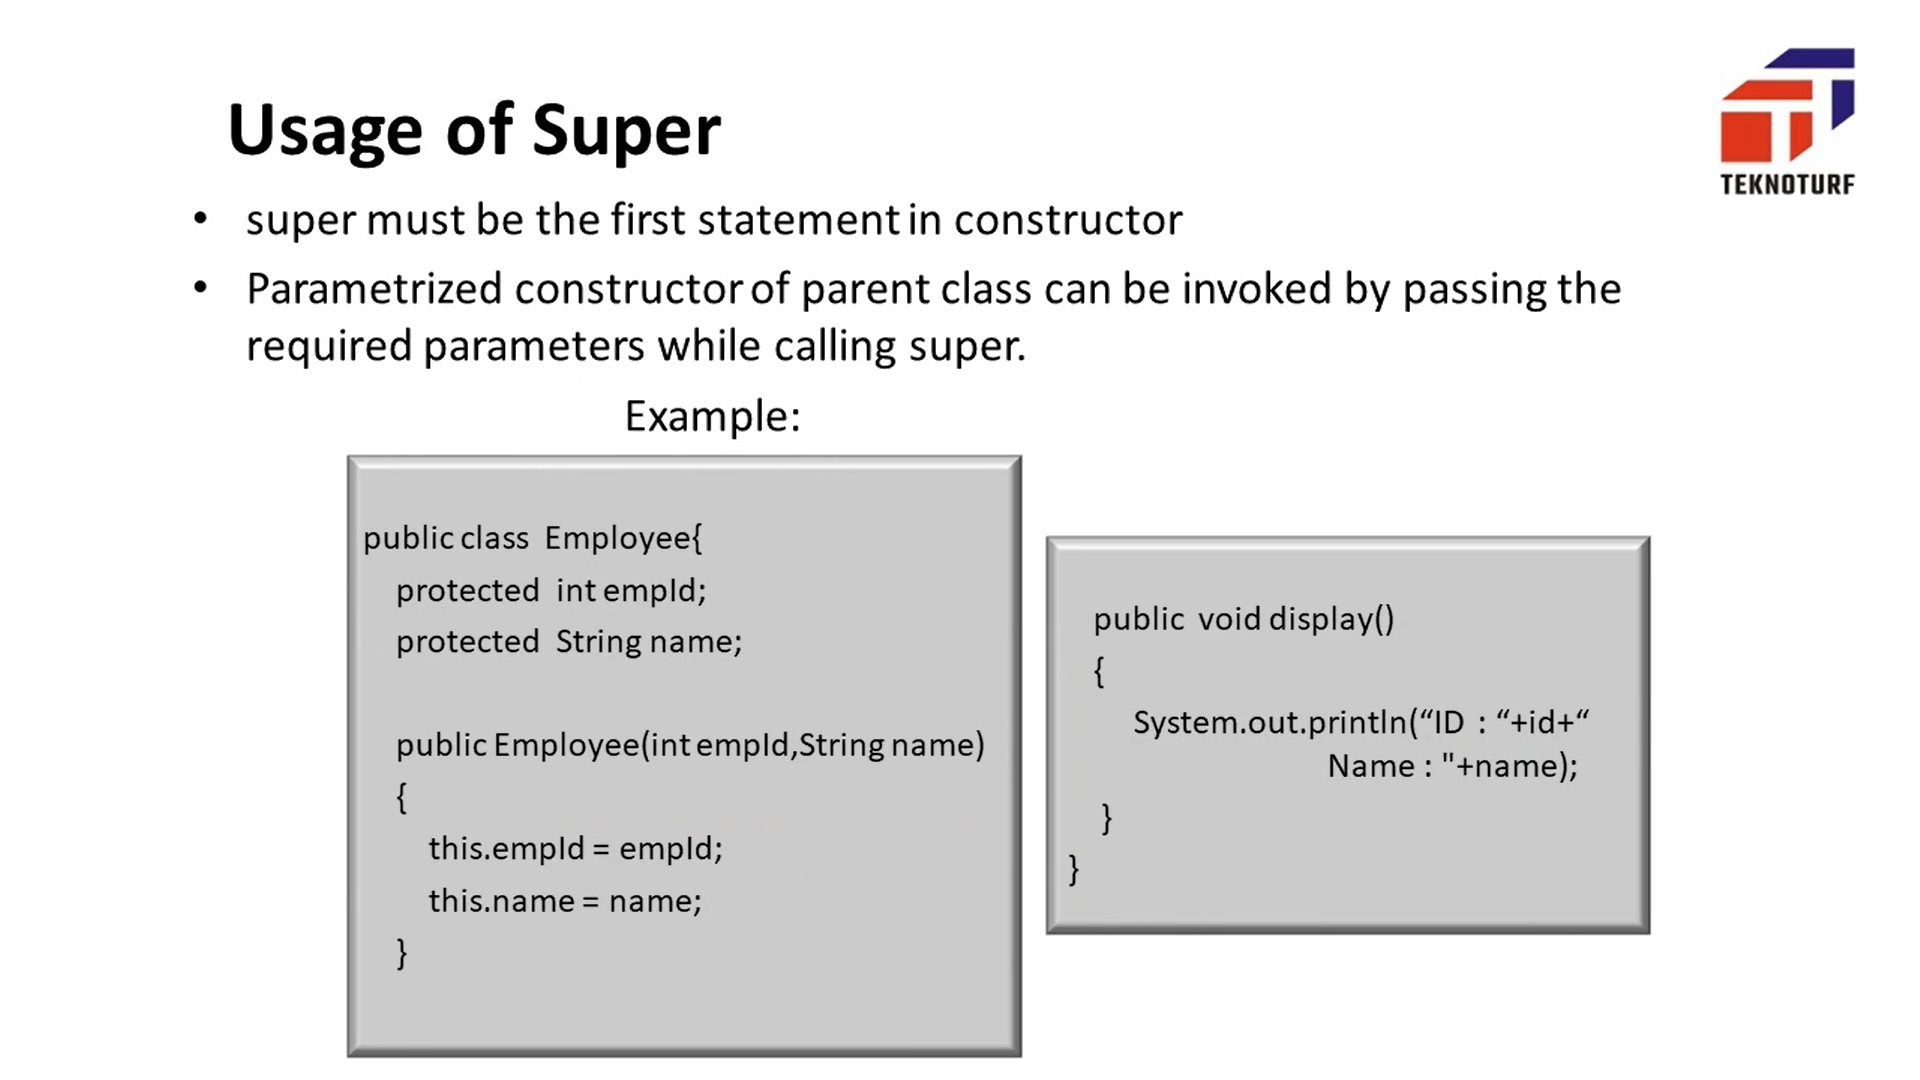 Usage of Super
TEKNOTURF
• super must be the first statement in constructor
• Parametrized constructor of parent class can be invoked by passing the
required parameters while calling super.
Example:
public class Employee{
protected int empId;
protected String name;
public Employee(int empId,String name)
{
this.empId = empId;
this.name = name;
}
public void display()
{
System.out.println(“ID : “+id+“
Name : "+name);
}
}